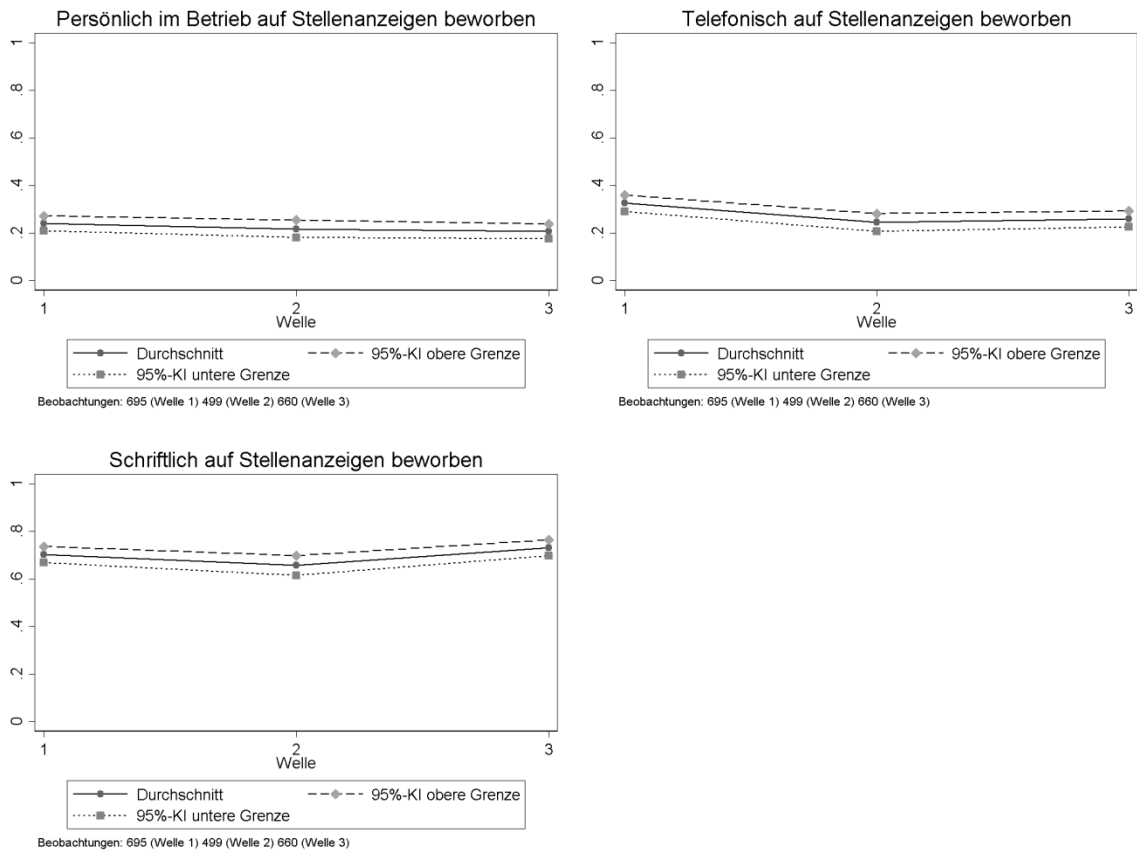 Persönlich im Betrieb auf Stellenanzeigen beworben
1
.8
.6
.4
.2
0
1
2
3
Welle
Durchschnitt
95%-KI obere Grenze
95%-KI untere Grenze
Beobachtungen: 695 (Welle 1) 499 (Welle 2) 660 (Welle 3)
Telefonisch auf Stellenanzeigen beworben
1
.8
.6
.4
.2
0
1
2
3
Welle
Durchschnitt
95%-KI obere Grenze
95%-KI untere Grenze
Beobachtungen: 695 (Welle 1) 499 (Welle 2) 660 (Welle 3)
Schriftlich auf Stellenanzeigen beworben
1
.8
.6
.4
.2
0
1
2
3
Welle
Durchschnitt
95%-KI obere Grenze
95%-KI untere Grenze
Beobachtungen: 695 (Welle 1) 499 (Welle 2) 660 (Welle 3)